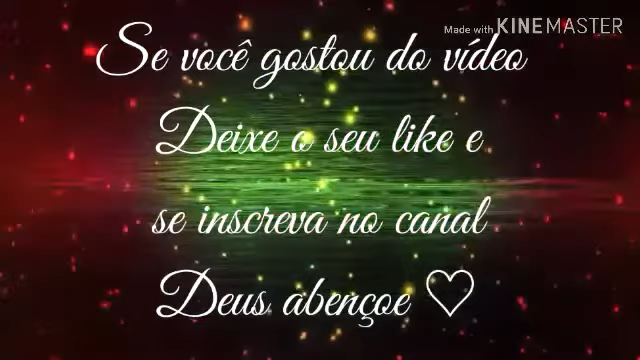 Made with KINEMASTER
Se você gostou do vídeo
Deixe o seu like e
se inscreva no canal
Deus abençoe ♡